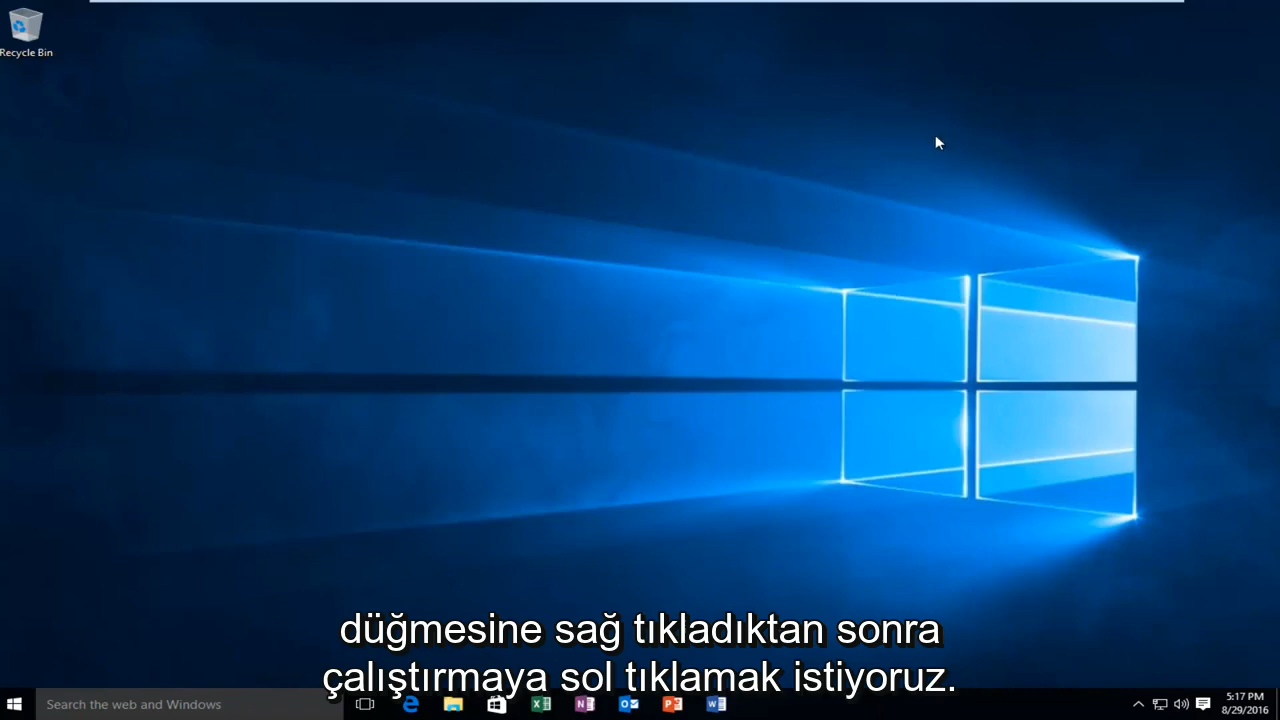 Recycle Bin
düğmesine sağ tıkladıktan sonra
çalıştırmaya sol tıklamak istiyoruz.
Search the web and Windows
5:17 PM
8/29/2016